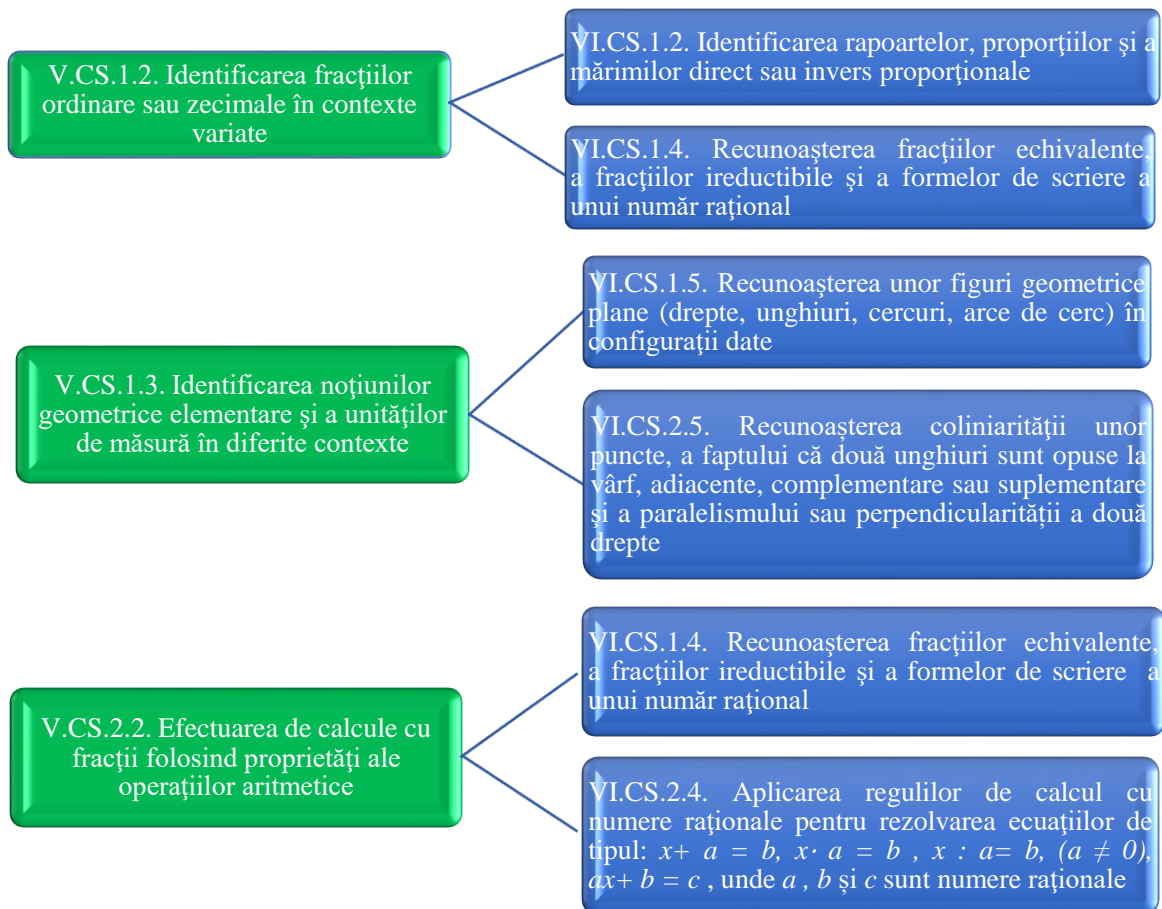 V.CS.1.2. Identificarea fracţiilor
ordinare sau zecimale în contexte
variate
VI.CS.1.2. Identificarea rapoartelor, proporţiilor şi a
mărimilor direct sau invers proporţionale
VI.CS.1.4. Recunoaşterea fracţiilor echivalente,
a fracţiilor ireductibile şi a formelor de scriere a
unui număr raţional
V.CS.1.3. Identificarea noţiunilor
geometrice elementare şi a unităţilor
de măsură în diferite contexte
VI.CS.1.5. Recunoaşterea unor figuri geometrice
plane (drepte, unghiuri, cercuri, arce de cerc) în
configuraţii date
VI.CS.2.5. Recunoașterea coliniarității unor
puncte, a faptului că două unghiuri sunt opuse la
vârf, adiacente, complementare sau suplementare
și a paralelismului sau perpendicularității a două
drepte
V.CS.2.2. Efectuarea de calcule cu
fracţii folosind proprietăţi ale
operaţiilor aritmetice
VI.CS.1.4. Recunoaşterea fracţiilor echivalente,
a fracţiilor ireductibile şi a formelor de scriere a
unui număr raţional
VI.CS.2.4. Aplicarea regulilor de calcul cu
numere raţionale pentru rezolvarea ecuaţiilor de
tipul: x+ a = b, x· a = b , x : a= b, (a ≠ 0),
ax+ b = c , unde a , b și c sunt numere raţionale